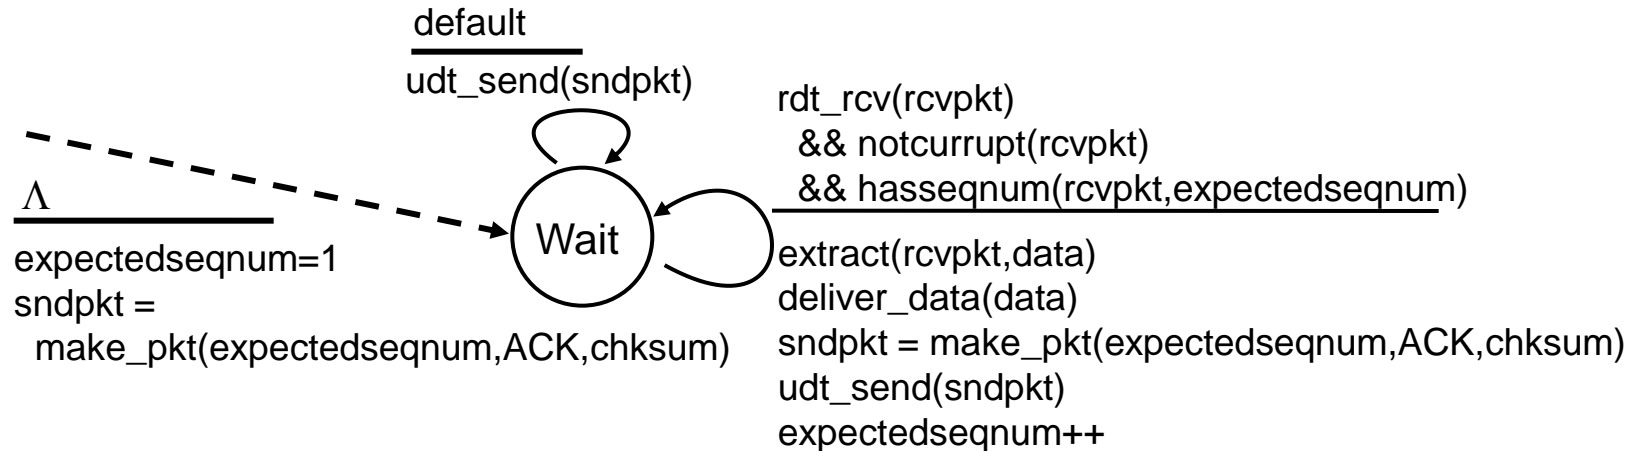 default
udt_send(sndpkt)
rdt_rcv(rcvpkt)
&& notcurrupt(rcvpkt)
&& hasseqnum(rcvpkt,expectedseqnum)
Λ
Wait
expectedseqnum=1
sndpkt =
make_pkt(expectedseqnum,ACK,chksum)
extract(rcvpkt,data)
deliver_data(data)
sndpkt = make_pkt(expectedseqnum,ACK,chksum)
udt_send(sndpkt)
expectedseqnum++